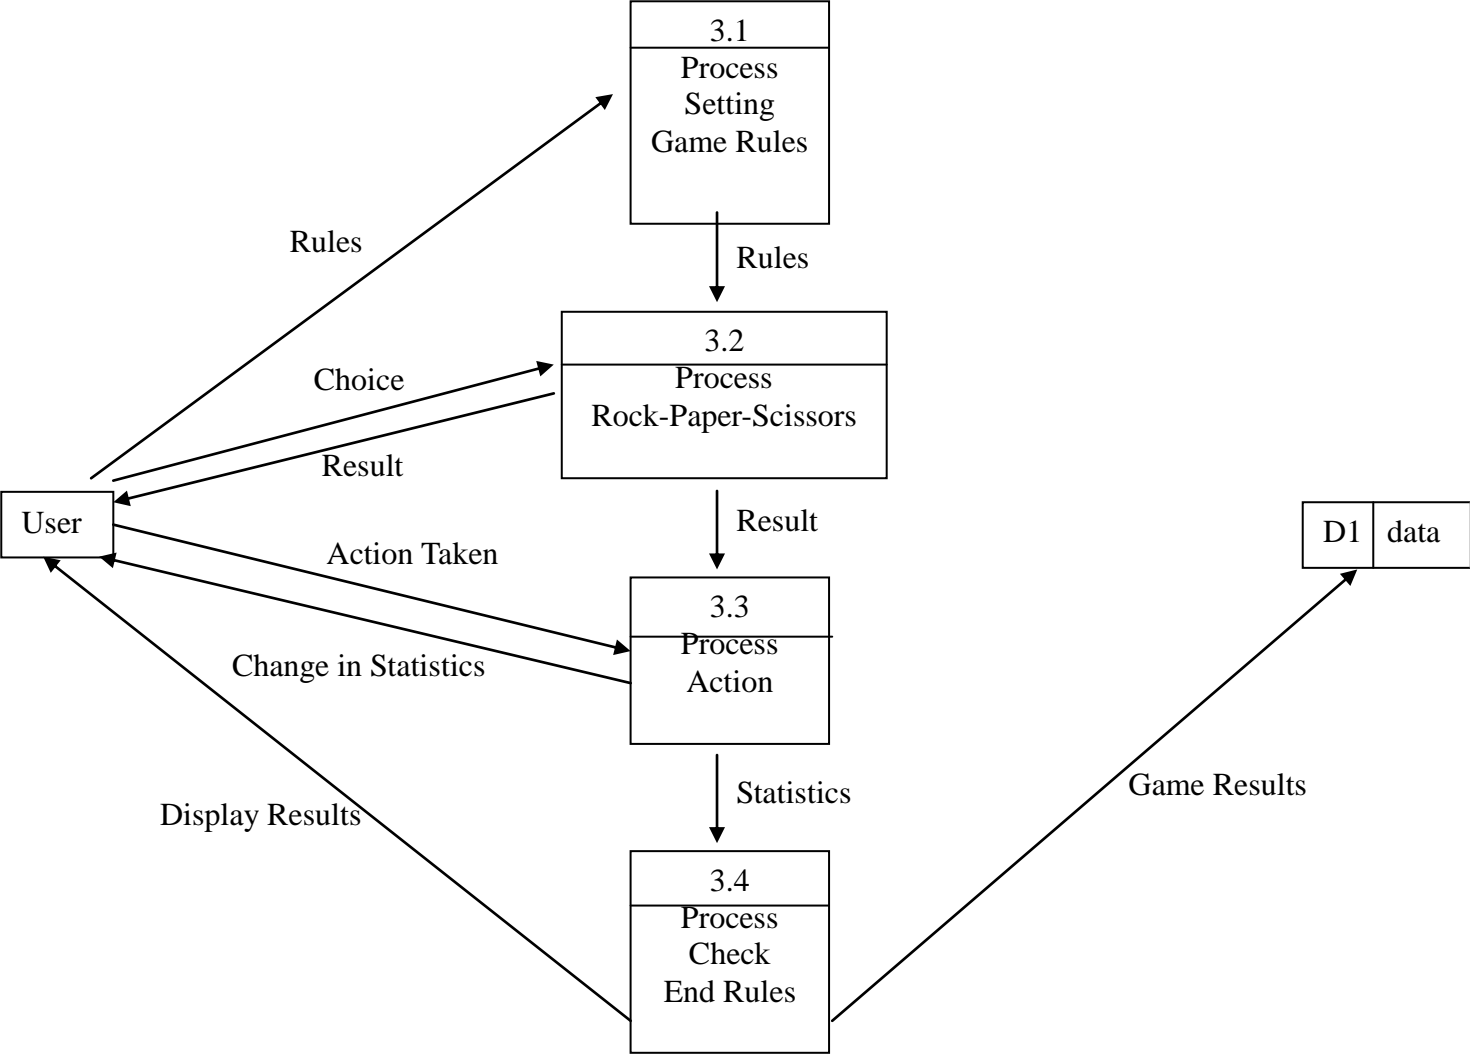 3.1
Process
Setting
Game Rules
Rules
Rules
3.2
Process
Rock-Paper-Scissors
Choice
Result
User
Result
D1 data
Action Taken
3.3
Process
Action
Change in Statistics
Statistics
Game Results
Display Results
3.4
Process
Check
End Rules